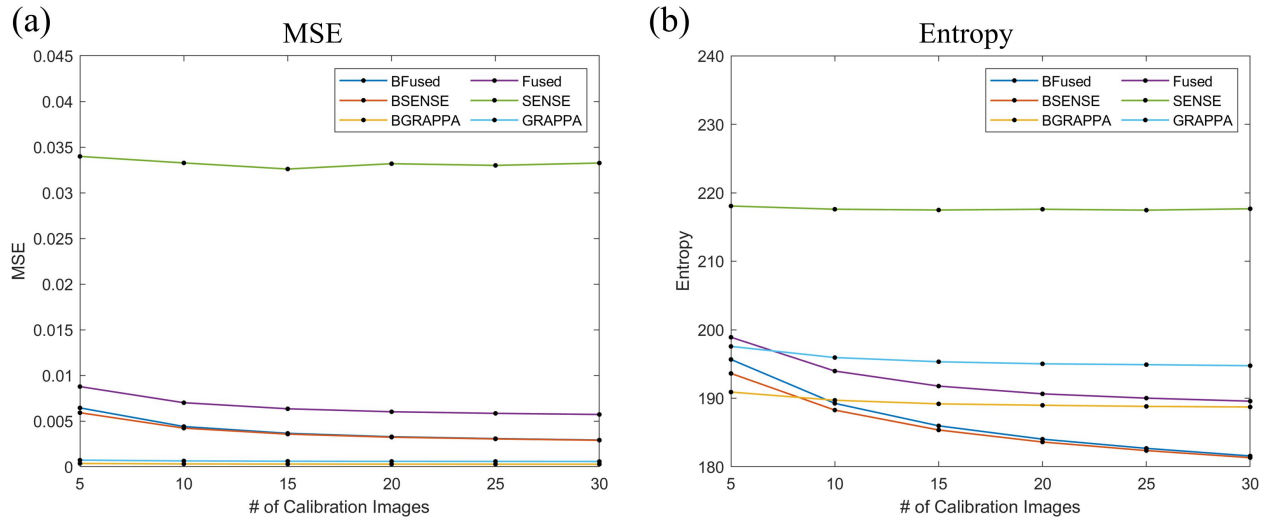 (a)
MSE
0.045
0.04
0.035
0.03
0.025
0.02
0.015
0.01
0.005
0
MSE
BFused Fused
BSENSE SENSE
BGRAPPA GRAPPA
5 10 15 20 25 30
# of Calibration Images
(b)
Entropy
240
230
220
210
200
190
180
Entropy
BFused Fused
BSENSE SENSE
BGRAPPA GRAPPA
5 10 15 20 25 30
# of Calibration Images